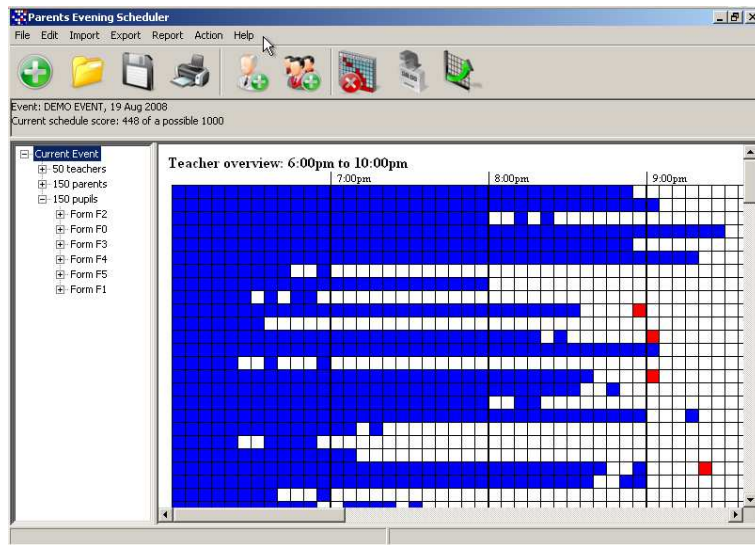 Parents Evening Scheduler
File Edit Import Export Report Action Help
Event: DEMO EVENT, 19 Aug 2008
Current schedule score: 448 of a possible 1000
Current Event
50 teachers
150 parents
150 pupils
Form F2
Form F0
Form F3
Form F4
Form F5
Form F1
Teacher overview: 6:00pm to 10:00pm
7:00pm 8:00pm 9:00pm